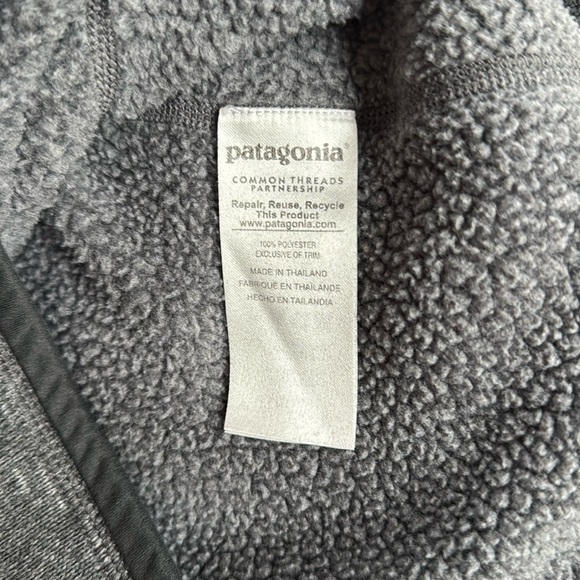 patagonia®
COMMON THREADS
PARTNERSHIP
Repair, Reuse, Recycle
This Product
www.patagonia.com
100% POLYESTER
EXCLUSIVE OF TRIM
MADE IN THAILAND
FABRIQUÉ EN THAÏLANDE
HECHO EN TAILANDIA